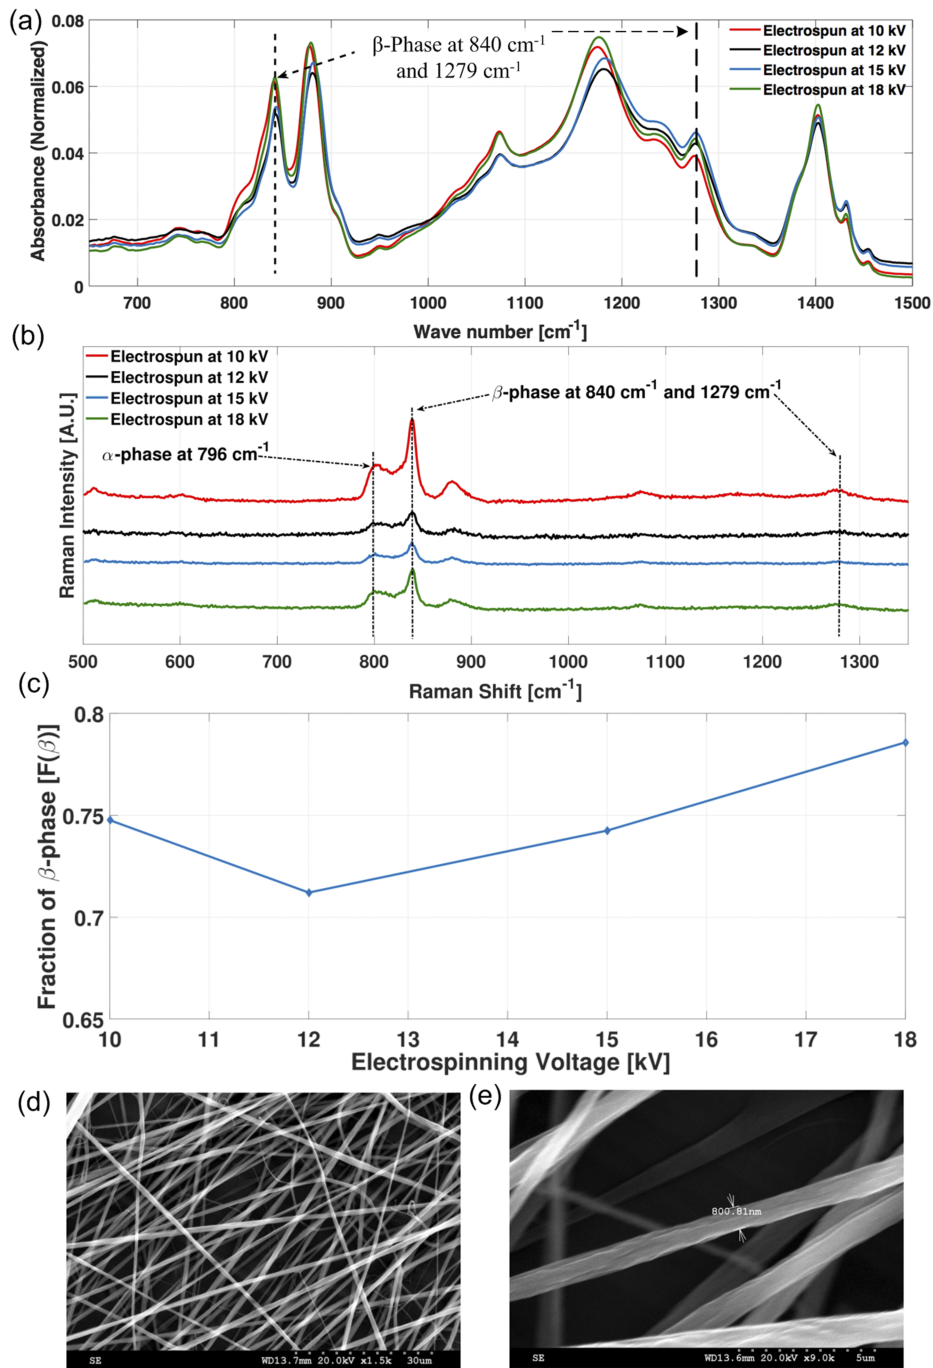 (a)
0.08
0.06
0.04
0.02
0
Absorbance (Normalized)
β-Phase at 840 cm-1
and 1279 cm-1
Electrospun at 10 kV
Electrospun at 12 kV
Electrospun at 15 kV
Electrospun at 18 kV
700 800 900 1000 1100 1200 1300 1400 1500
Wave number [cm-1]
(b)
Raman Intensity [A.U.]
Electrospun at 10 kV
Electrospun at 12 kV
Electrospun at 15 kV
Electrospun at 18 kV
β-phase at 840 cm-1 and 1279 cm-1
α-phase at 796 cm-1
500 600 700 800 900 1000 1100 1200 1300
Raman Shift [cm-1]
(c)
0.8
0.75
0.7
0.65
Fraction of β-phase [F(β)]
10 11 12 13 14 15 16 17 18
Electrospinning Voltage [kV]
(d)
SE WD13.7mm 20.0kV x1.5k 30um
(e)
800.81nm
SE WD13.6mm 20.0kV x9.0k 5um